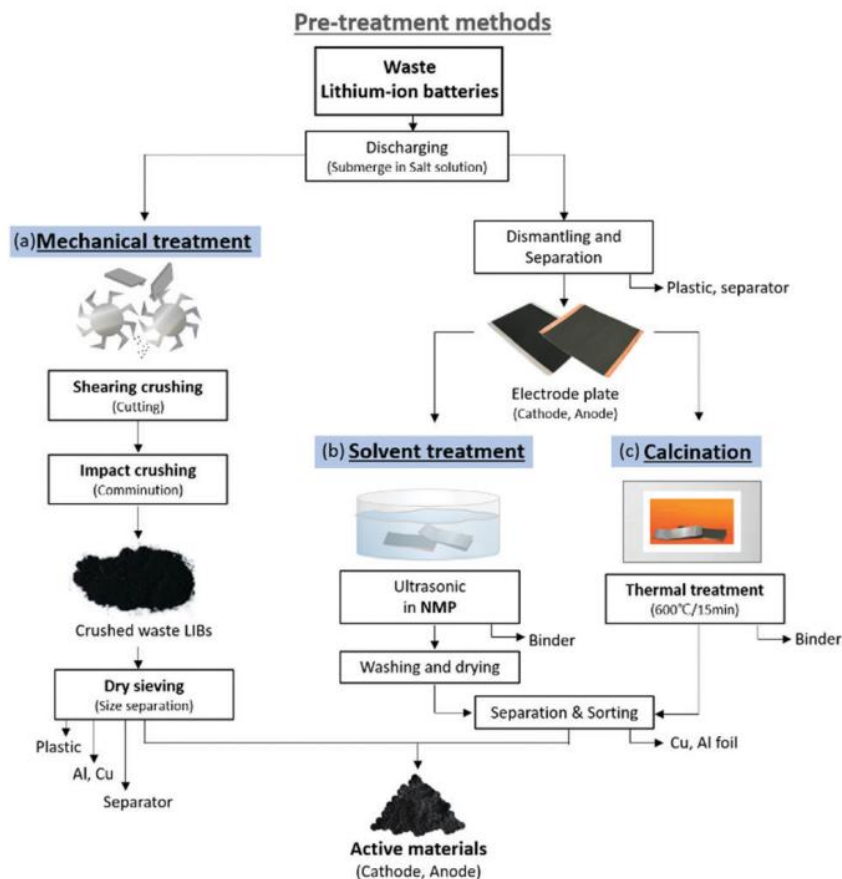 Pre-treatment methods
Waste
Lithium-ion batteries
Discharging
(Submerge in Salt solution)
(a) Mechanical treatment
Shearing crushing
(Cutting)
Impact crushing
(Comminution)
Crushed waste LIBs
Dry sieving
(Size separation)
Plastic
Al, Cu
Separator
Dismantling and
Separation
Plastic, separator
Electrode plate
(Cathode, Anode)
(b) Solvent treatment
Ultrasonic
in NMP
Binder
Washing and drying
(c) Calcination
Thermal treatment
(600℃/15min)
Binder
Separation & Sorting
Cu, Al foil
Active materials
(Cathode, Anode)